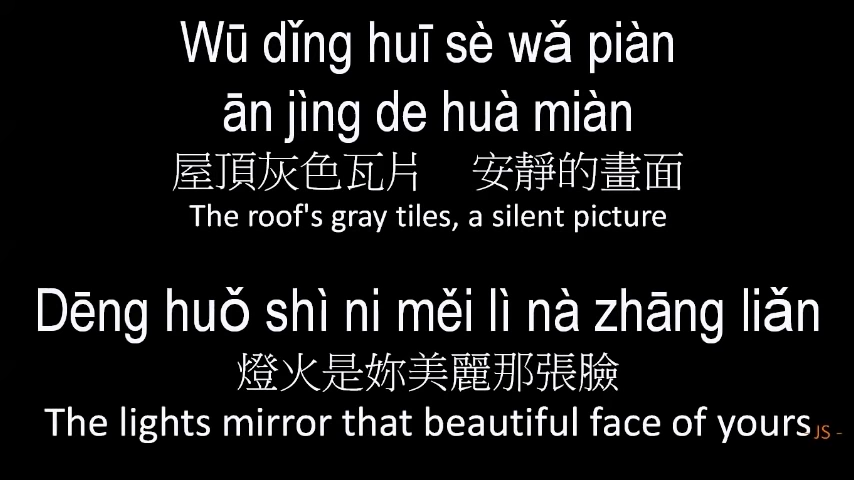 Wū dǐng huī sè wǎ piàn
ān jìng de huà miàn
屋頂灰色瓦片 安靜的畫面
The roof's gray tiles, a silent picture
Dēng huǒ shì ni měi lì nà zhāng liǎn
燈火是妳美麗那張臉
The lights mirror that beautiful face of yours
JS -